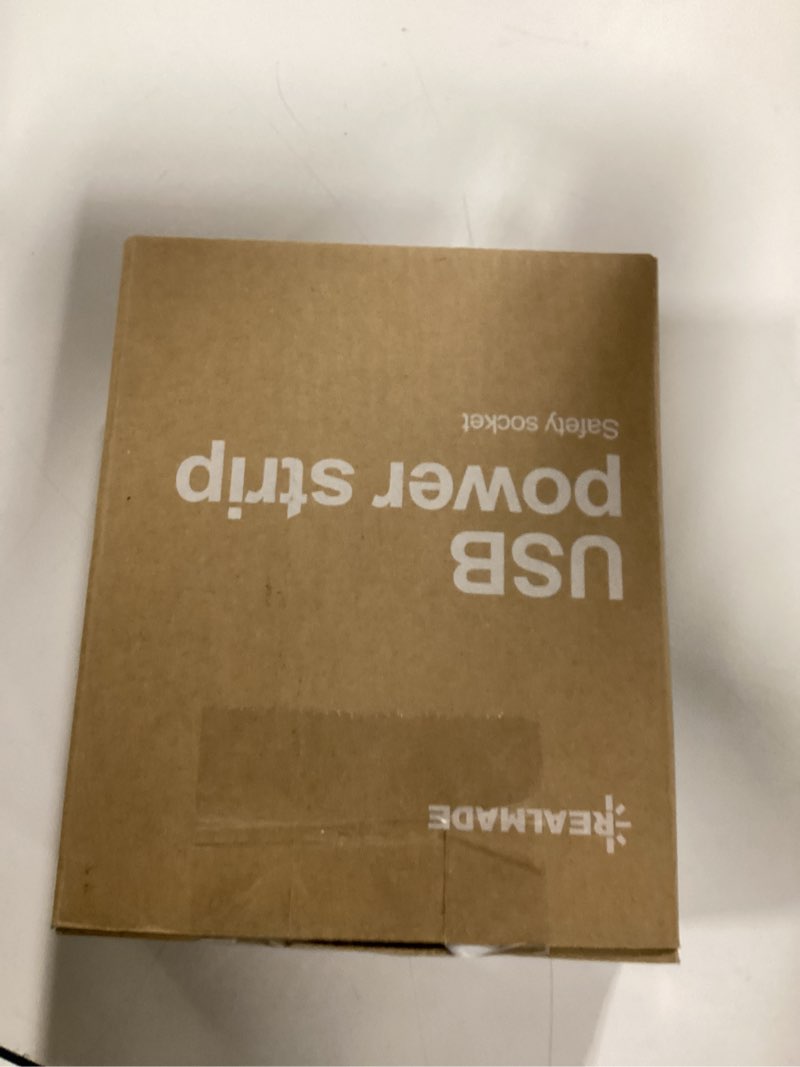 REALMADE
USB
power strip
Safety socket